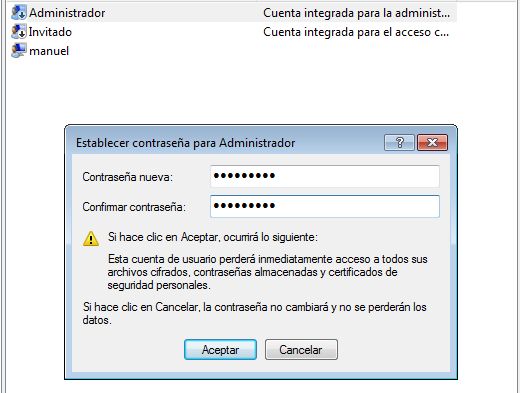 Administrador Cuenta integrada para la administ...
Invitado Cuenta integrada para el acceso c...
manuel
Establecer contraseña para Administrador
Contraseña nueva: •••••••••
Confirmar contraseña: •••••••••
Si hace clic en Aceptar, ocurrirá lo siguiente:
Esta cuenta de usuario perderá inmediatamente acceso a todos sus
archivos cifrados, contraseñas almacenadas y certificados de
seguridad personales.
Si hace clic en Cancelar, la contraseña no cambiará y no se perderán los
datos.
Aceptar Cancelar